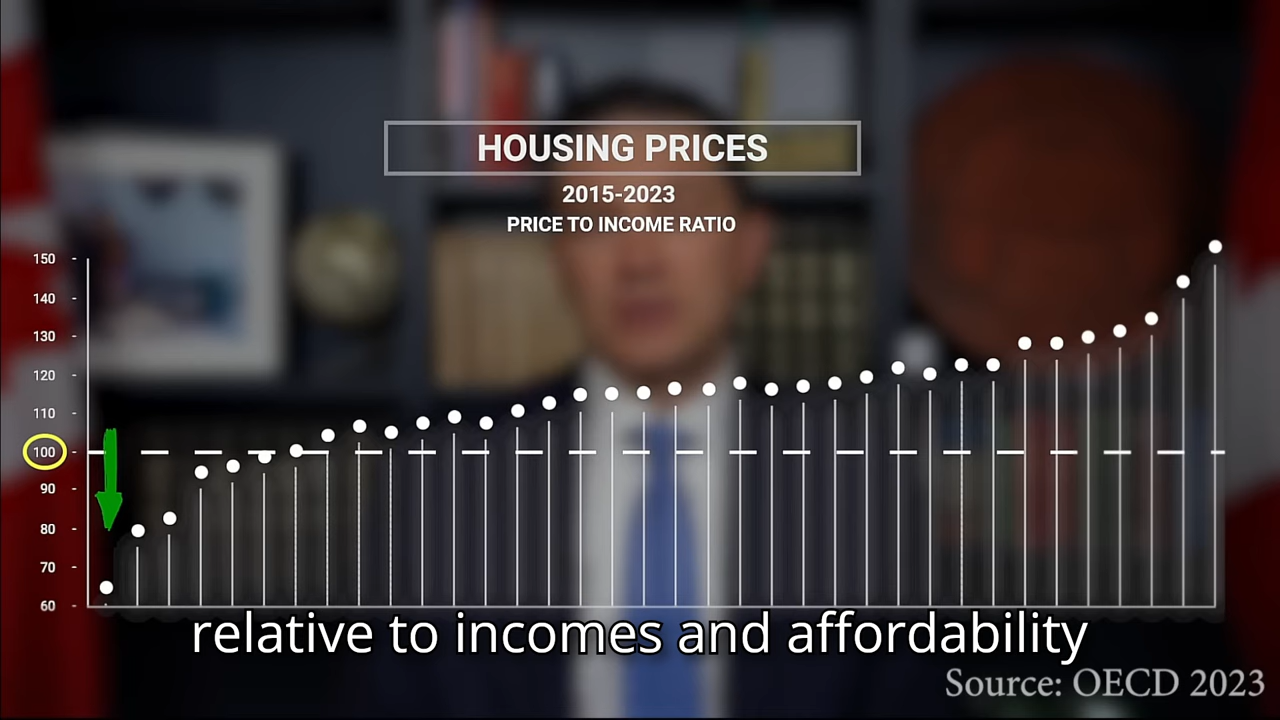 HOUSING PRICES
2015-2023
PRICE TO INCOME RATIO
150 -
140 -
130 -
120 -
110 -
100 -
90 -
80 -
70 -
60 -
relative to incomes and affordability
Source: OECD 2023